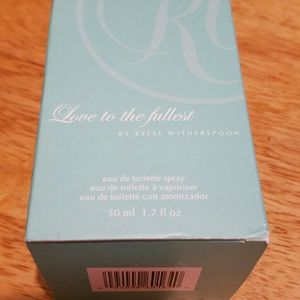 Love to the fullest
BY REESE WITHERSPOON
eau de toilette spray
eau de toilette à vaporiser
eau de toilette con atomizador
50 ml 1.7 fl oz